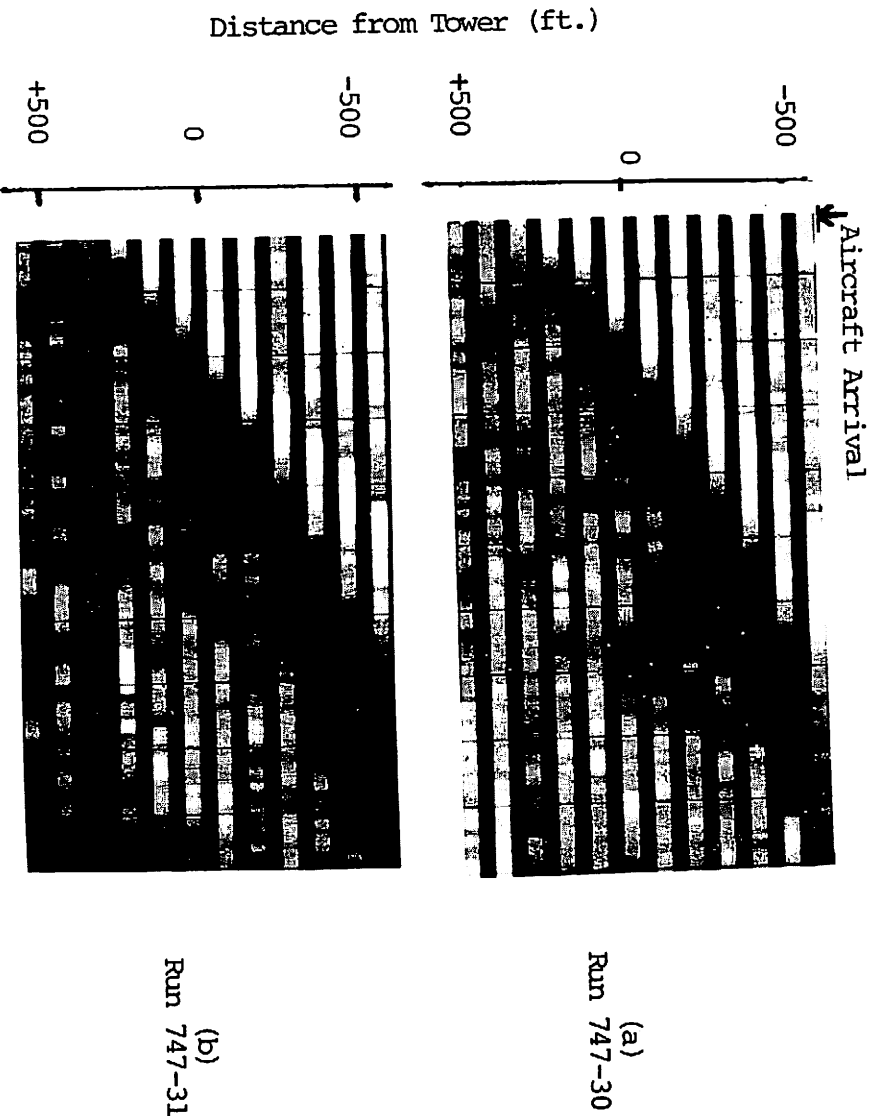 Distance from Tower (ft.)
Aircraft Arrival
-500
0
+500
(a)
Run 747-30
-500
0
+500
(b)
Run 747-31